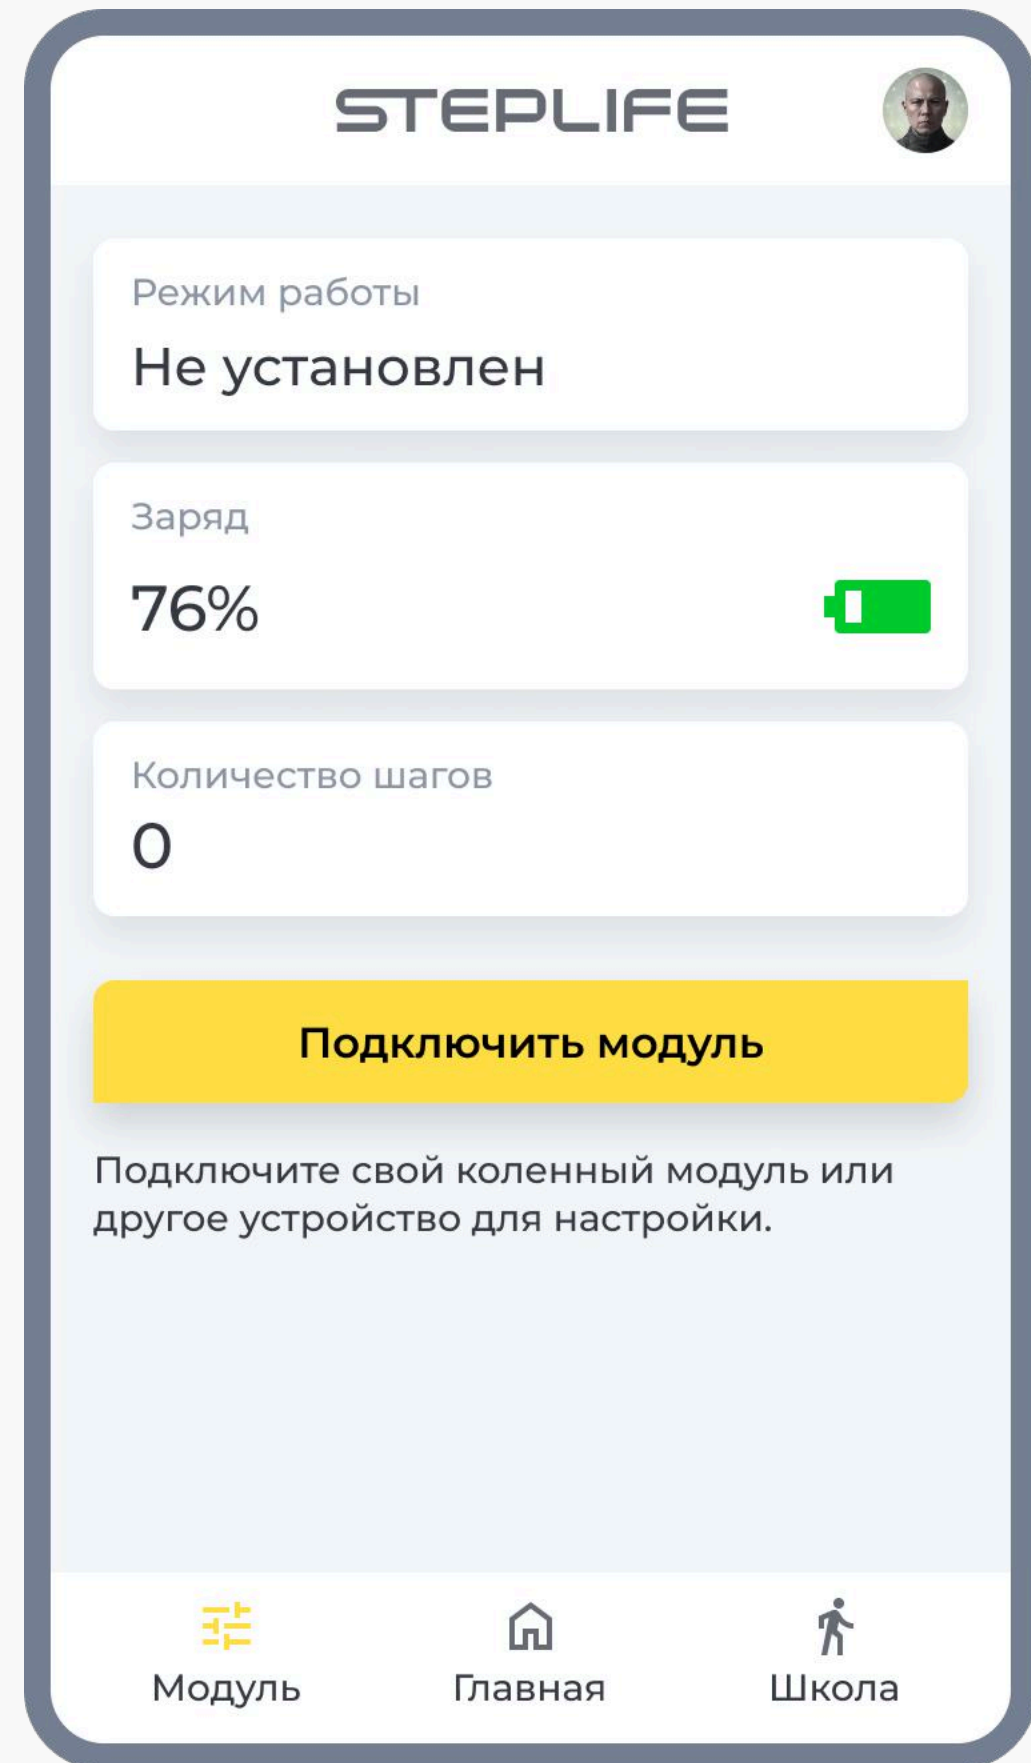 STEPLIFE
Режим работы
Не установлен
Заряд
76%
Количество шагов
0
Подключить модуль
Подключите свой коленный модуль или
другое устройство для настройки.
Модуль
Главная
Школа